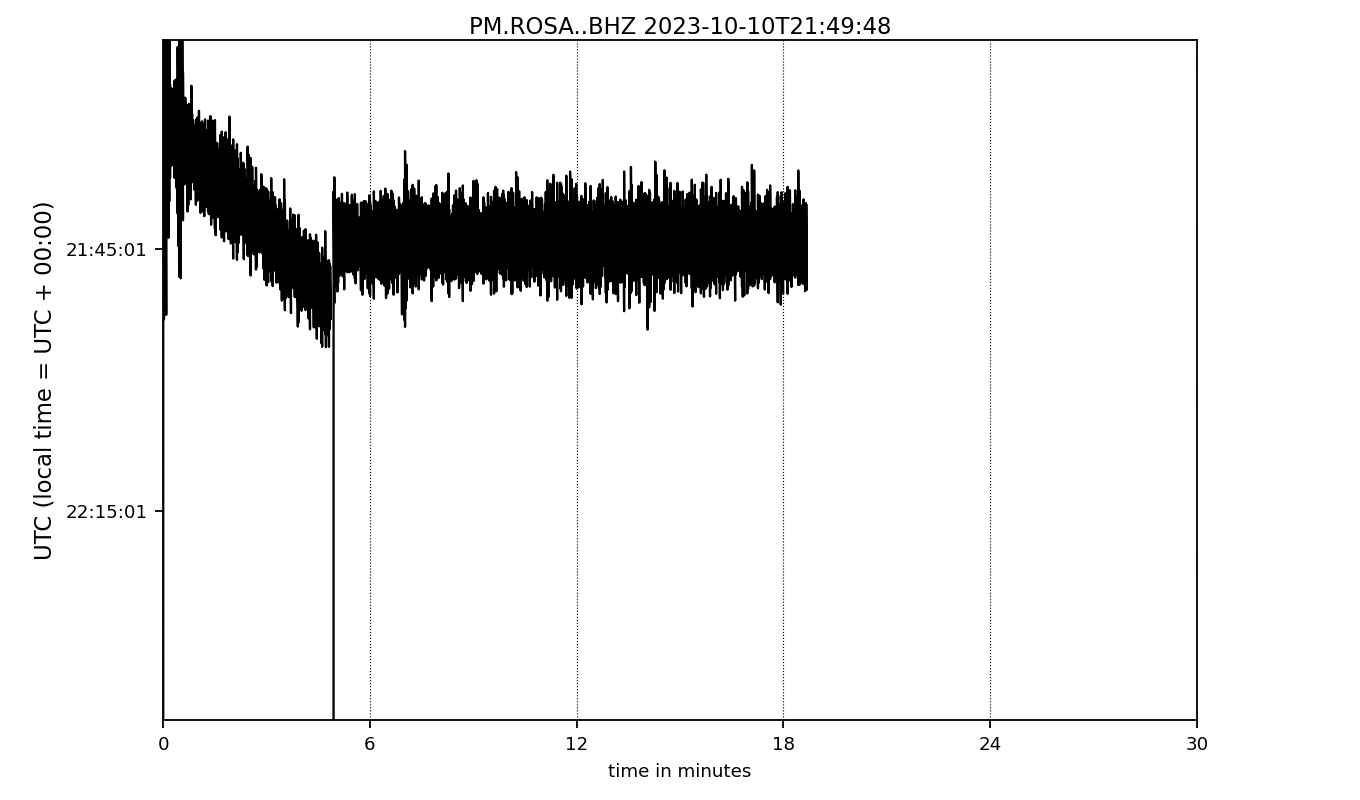 PM.ROSA..BHZ 2023-10-10T21:49:48
UTC (local time = UTC + 00:00)
21:45:01
22:15:01
0 6 12 18 24 30
time in minutes